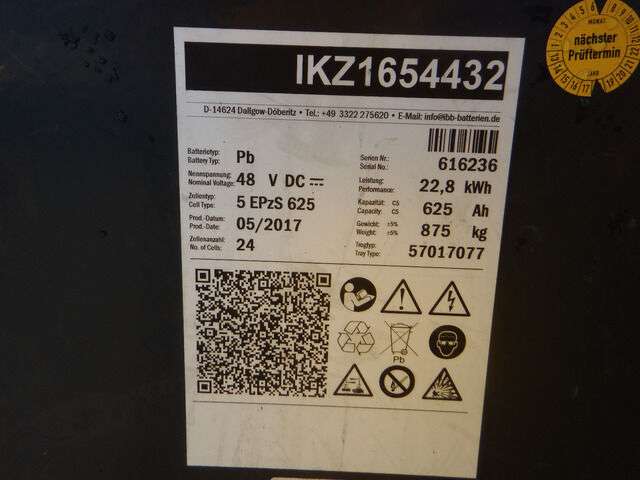 IKZ1654432
D-14624 Dallgow-Döberitz • Tel.: +49 3322 275620 • E-Mail: info@ibb-batterien.de
Batterietyp:
Battery Typ: Pb
Serien Nr.:
Serial No.: 616236
Nennspannung:
Nominal Voltage: 48 V DC
Leistung:
Performance: 22,8 kWh
Zellentyp:
Cell Type: 5 EPzS 625
Kapazität: C5
Capacity: C5 625 Ah
Prod.-Datum:
Prod.-Date: 05/2017
Gewicht: ±5%
Weight: ±5% 875 kg
Zellenanzahl:
No. of Cells: 24
Trogtyp:
Tray Type: 57017077
Pb
MONAT
nächster
Prüftermin
JAHR